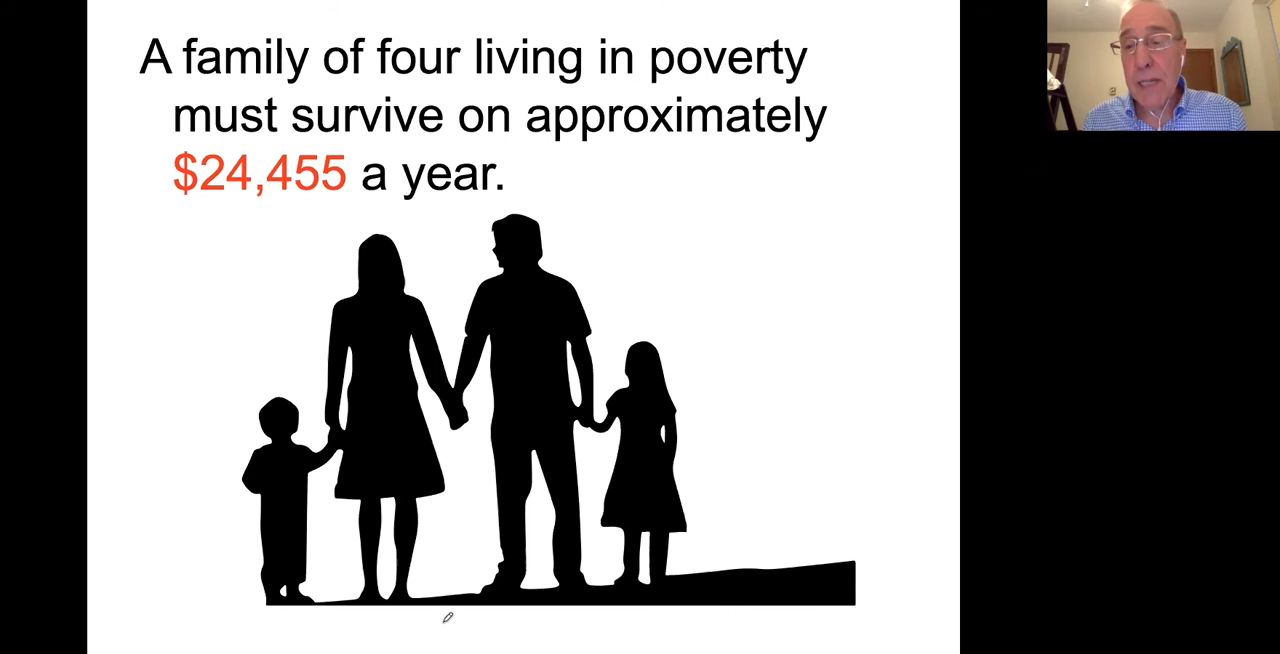 A family of four living in poverty
must survive on approximately
$24,455 a year.